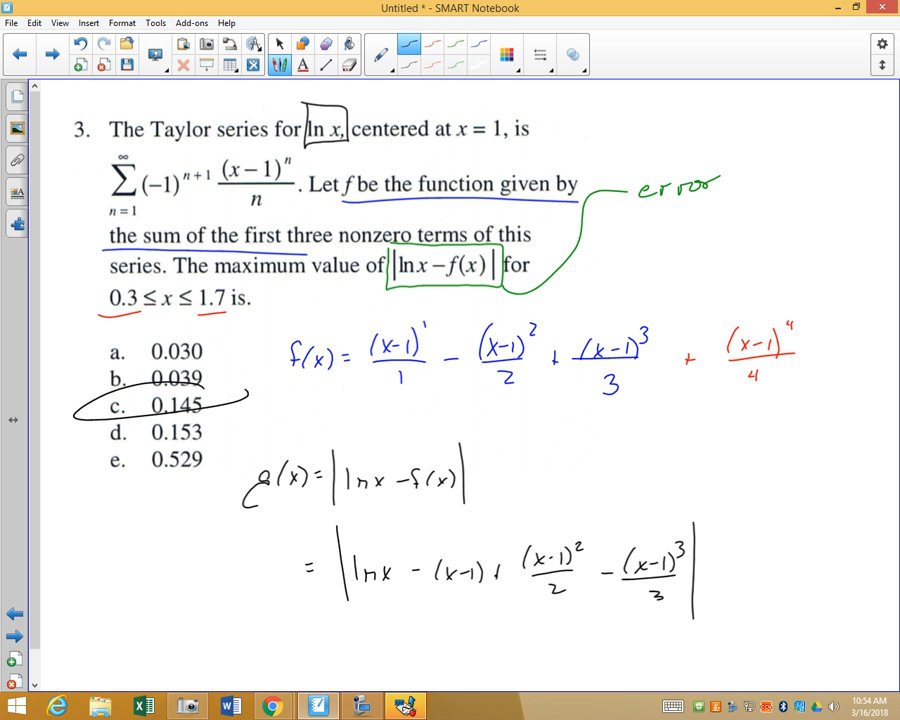 Untitled * - SMART Notebook
File Edit View Insert Format Tools Add-ons Help
3. The Taylor series for ln x, centered at x = 1, is
∞
∑ (−1)ⁿ⁺¹ (x − 1)ⁿ / n . Let f be the function given by
n = 1
error
the sum of the first three nonzero terms of this
series. The maximum value of |ln x − f(x)| for
0.3 ≤ x ≤ 1.7 is.
f(x) = (x-1)¹/1 − (x-1)²/2 + (x-1)³/3 + (x-1)⁴/4
a. 0.030
b. 0.039
c. 0.145
d. 0.153
e. 0.529
g(x) = |ln x − f(x)|
= |ln x − (x-1) + (x-1)²/2 − (x-1)³/3|
10:54 AM
3/16/2018